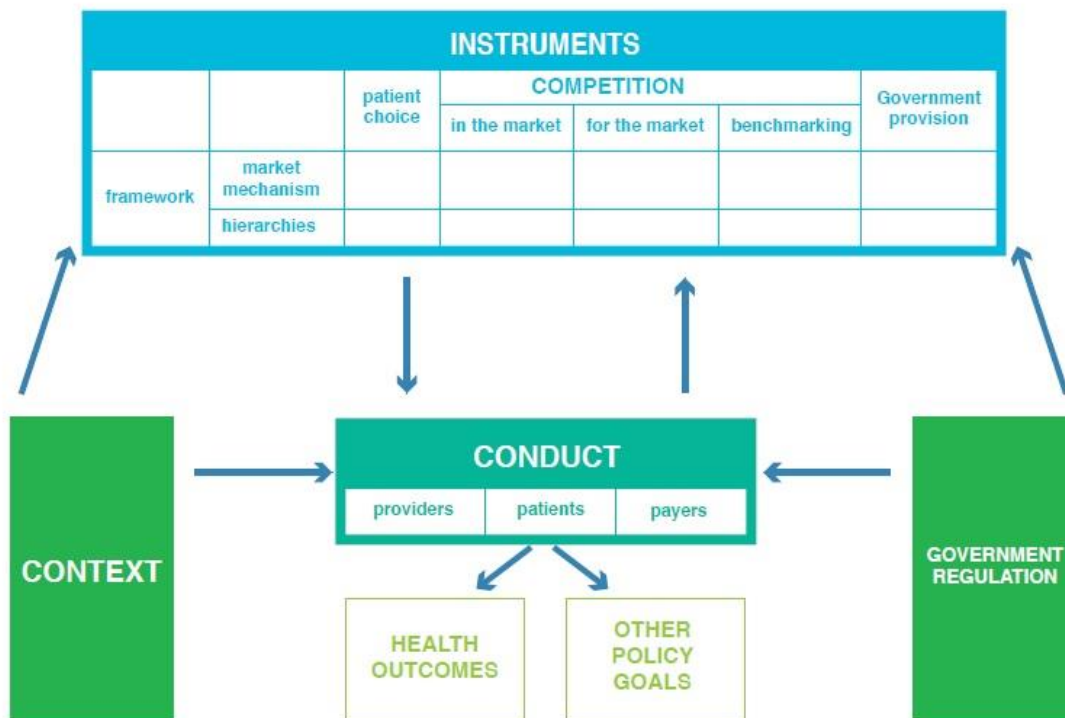 INSTRUMENTS
patient
choice
COMPETITION
Government
provision
in the market
for the market
benchmarking
framework
market
mechanism
hierarchies
CONTEXT
CONDUCT
providers
patients
payers
GOVERNMENT
REGULATION
HEALTH
OUTCOMES
OTHER
POLICY
GOALS